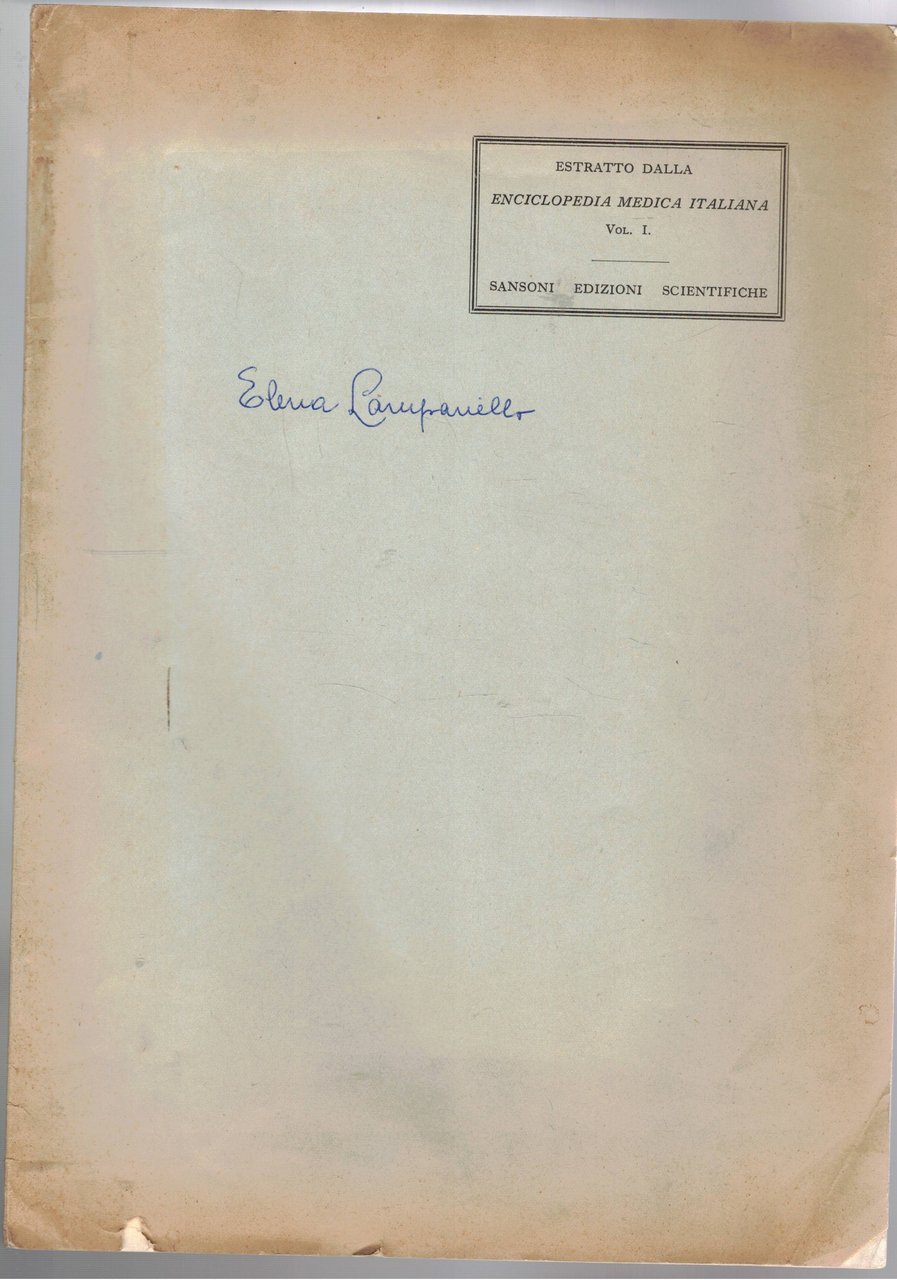 ESTRATTO DALLA
ENCICLOPEDIA MEDICA ITALIANA
VOL. I.
SANSONI EDIZIONI SCIENTIFICHE
Elena Campanello